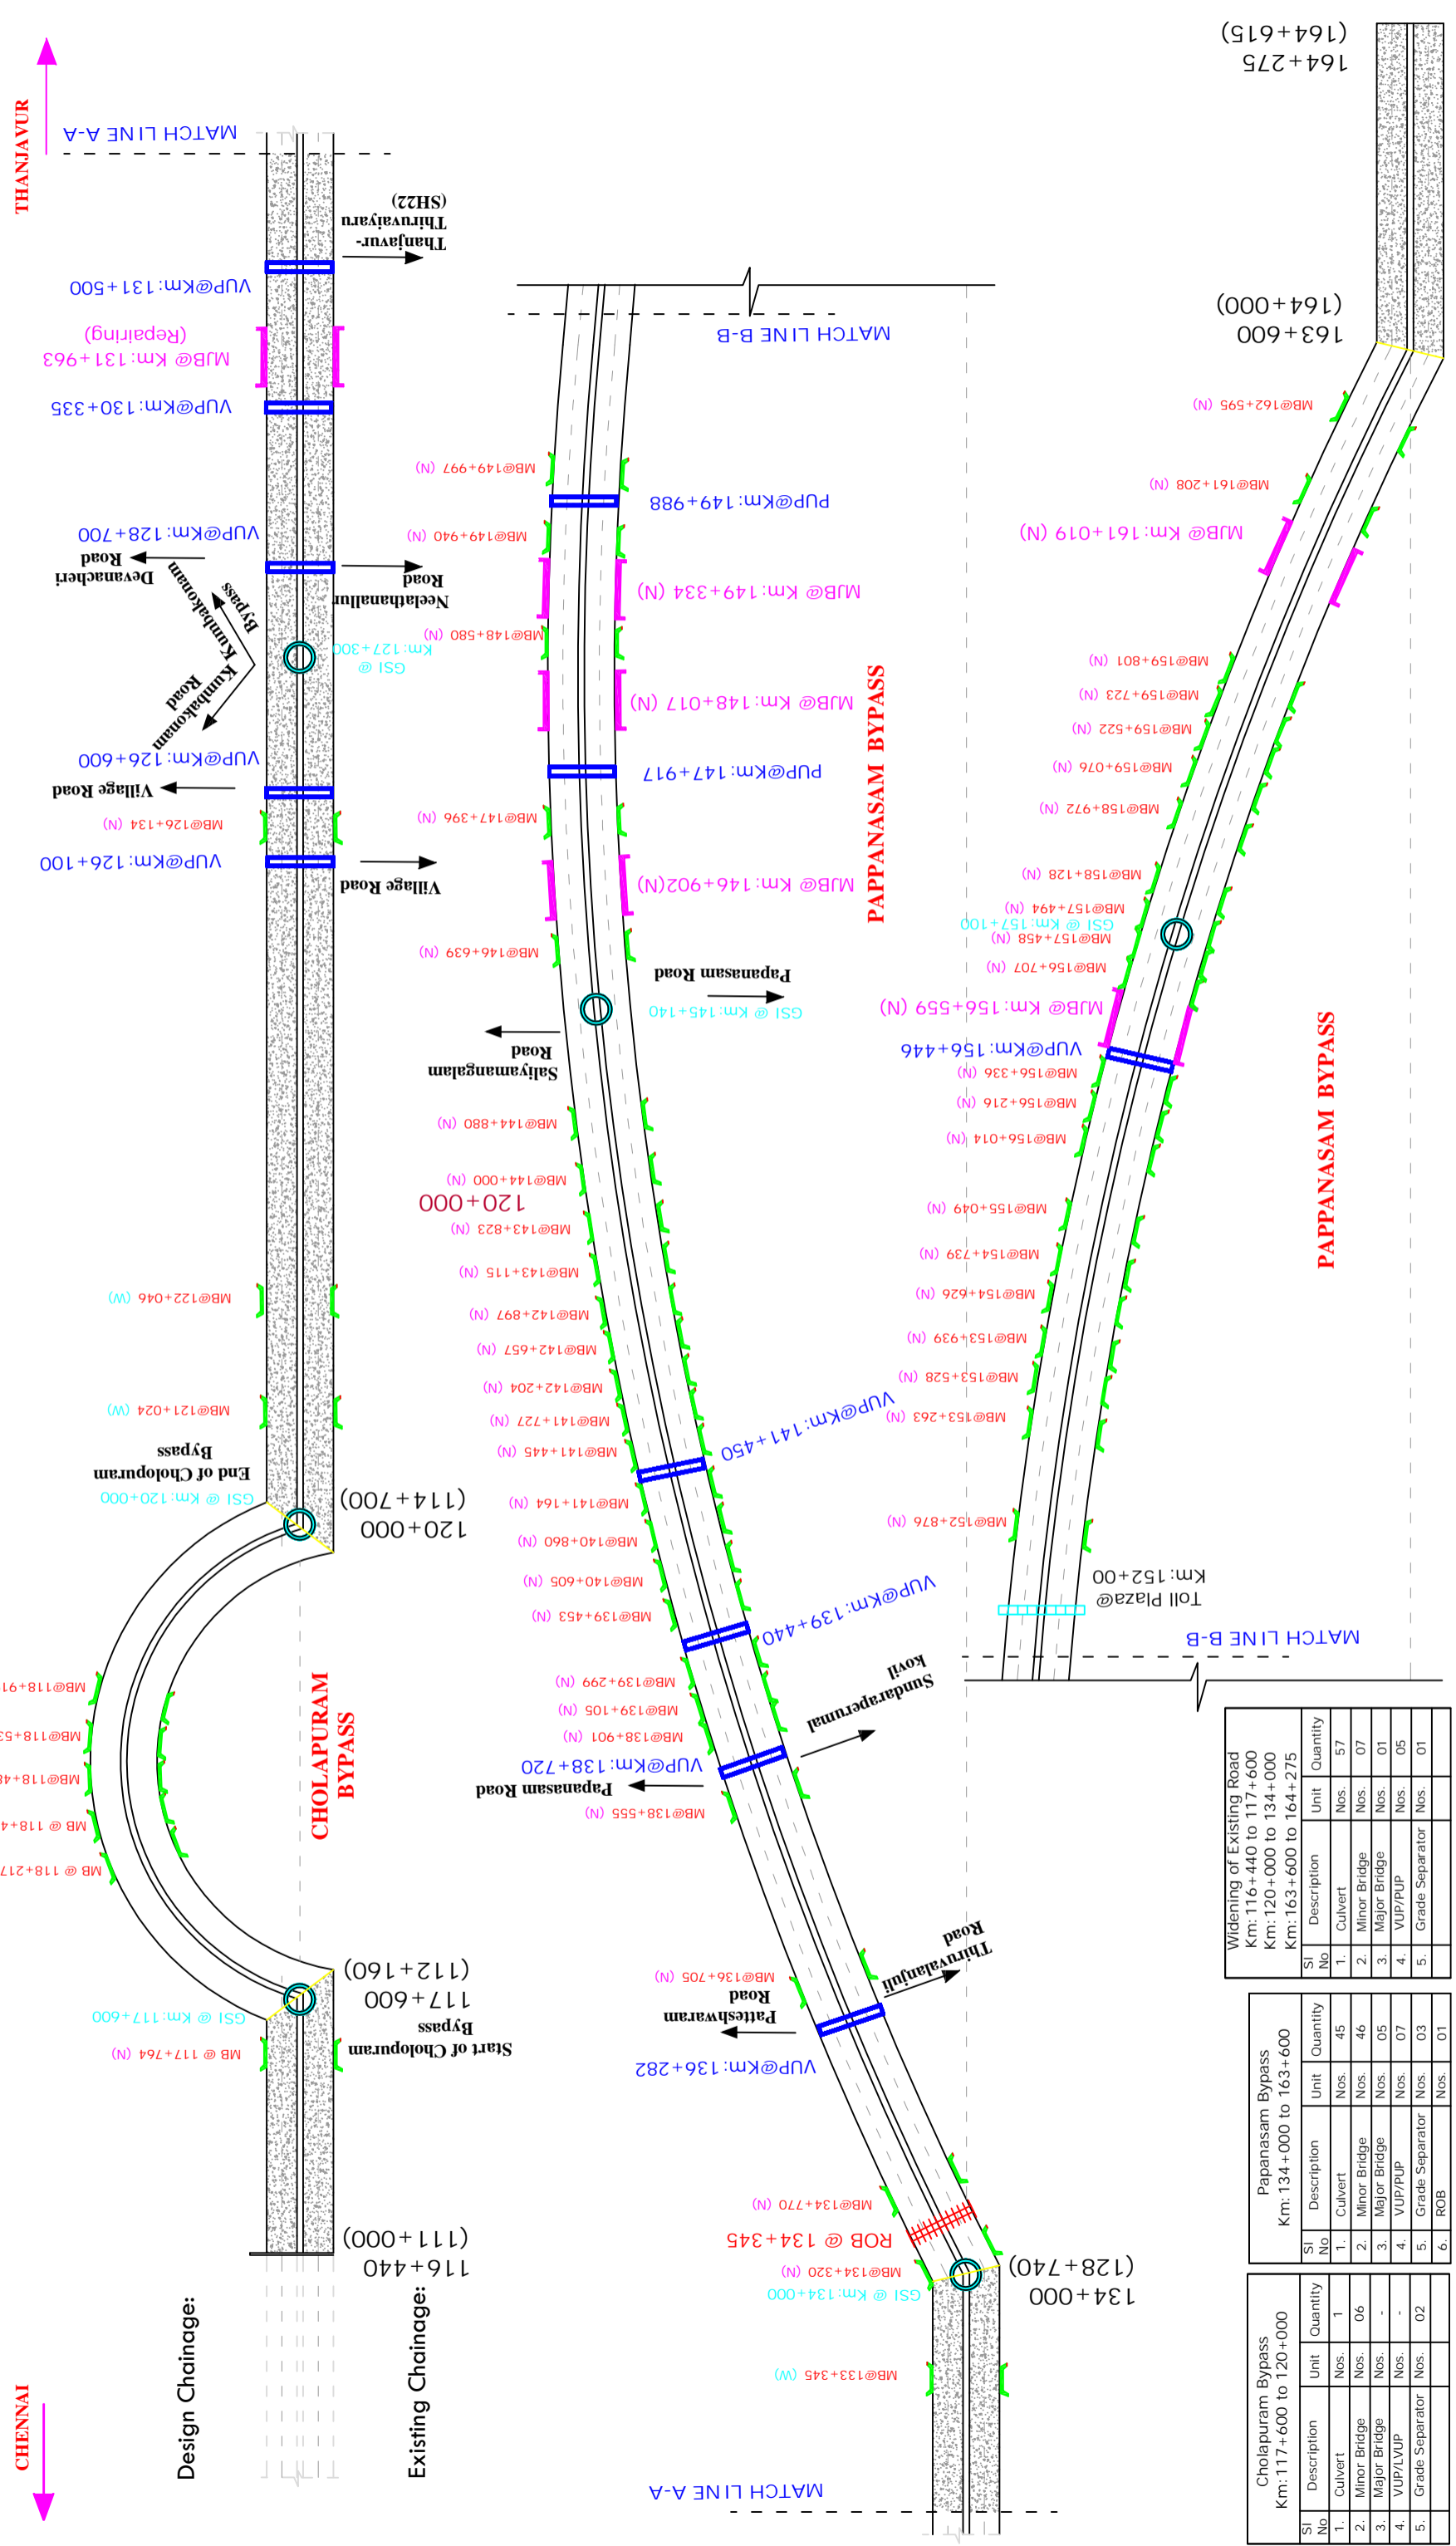 CHENNAI
THANJAVUR
Design Chainage:
Existing Chainage:
116+440
(111+000)
MB @ 117+764 (N)
Start of Cholopuram
Bypass
GSI @ Km:117+600
117+600
(112+160)
MB @ 118+217
MB @ 118+4
MB@118+48
MB@118+53
MB@118+91
CHOLAPURAM
BYPASS
120+000
(114+700)
GSI @ Km:120+000
End of Cholopuram
Bypass
MB@121+024 (W)
MB@122+046 (W)
VUP@Km:126+100
Village Road
MB@126+134 (N)
Village Road
VUP@Km:126+600
Kumbakonam
Road
Kumbakonam
Bypass
GSI @
Km:127+300
Neelathanallur
Road
Devanacheri
Road
VUP@Km:128+700
VUP@Km:130+335
MJB@ Km:131+963
(Repairing)
VUP@Km:131+500
Thanjavur-
Thiruvaiyaru
(SH22)
MATCH LINE A-A
MATCH LINE A-A
MB@133+345 (W)
134+000
(128+740)
GSI @ Km:134+000
MB@134+320 (N)
ROB @ 134+345
MB@134+770 (N)
VUP@Km:136+282
Patteshwaram
Road
Thiruvalanjuli
Road
MB@136+705 (N)
MB@138+555 (N)
Papanasam Road
VUP@Km:138+720
Sundaraperumal
kovil
MB@138+901 (N)
MB@139+105 (N)
MB@139+299 (N)
VUP@Km:139+440
MB@139+453 (N)
MB@140+605 (N)
MB@140+860 (N)
MB@141+164 (N)
VUP@Km:141+450
MB@141+445 (N)
MB@141+727 (N)
MB@142+204 (N)
MB@142+657 (N)
MB@142+897 (N)
MB@143+115 (N)
MB@143+823 (N)
120+000
MB@144+000 (N)
MB@144+880 (N)
Saliyamangalam
Road
GSI @ Km:145+140
Papanasam Road
MB@146+639 (N)
MJB@ Km:146+902(N)
MB@147+396 (N)
PUP@Km:147+917
MJB@ Km:148+017 (N)
MB@148+580 (N)
MJB@ Km:149+334 (N)
MB@149+940 (N)
PUP@Km:149+988
MB@149+997 (N)
PAPPANASAM BYPASS
MATCH LINE B-B
MATCH LINE B-B
Toll Plaza@
Km:152+00
MB@152+876 (N)
MB@153+263 (N)
MB@153+528 (N)
MB@153+939 (N)
MB@154+626 (N)
MB@154+739 (N)
MB@155+049 (N)
MB@156+014 (N)
MB@156+216 (N)
MB@156+336 (N)
VUP@Km:156+446
MJB@ Km:156+559 (N)
MB@156+707 (N)
MB@157+458 (N)
GSI @ Km:157+100
MB@157+494 (N)
MB@158+128 (N)
MB@158+972 (N)
MB@159+076 (N)
MB@159+522 (N)
MB@159+723 (N)
MB@159+801 (N)
MJB@ Km:161+019 (N)
MB@161+208 (N)
MB@162+595 (N)
PAPPANASAM BYPASS
163+600
(164+000)
164+275
(164+615)
Cholapuram Bypass
Km:117+600 to 120+000
SI No Description Unit Quantity
1. Culvert Nos. 1
2. Minor Bridge Nos. 06
3. Major Bridge Nos. -
4. VUP/LVUP Nos. -
5. Grade Separator Nos. 02
Papanasam Bypass
Km:134+000 to 163+600
SI No Description Unit Quantity
1. Culvert Nos. 45
2. Minor Bridge Nos. 46
3. Major Bridge Nos. 05
4. VUP/PUP Nos. 07
5. Grade Separator Nos. 03
6. ROB Nos. 01
Widening of Existing Road
Km:116+440 to 117+600
Km:120+000 to 134+000
Km:163+600 to 164+275
SI No Description Unit Quantity
1. Culvert Nos. 57
2. Minor Bridge Nos. 07
3. Major Bridge Nos. 01
4. VUP/PUP Nos. 05
5. Grade Separator Nos. 01